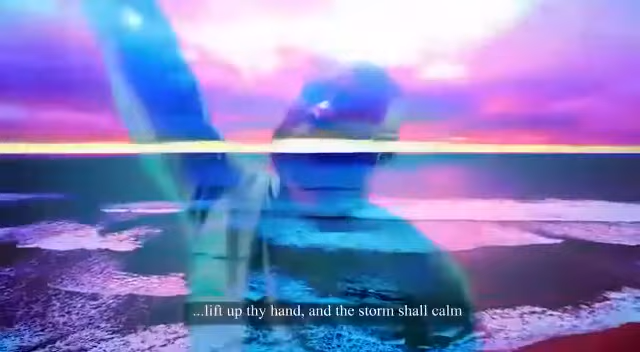 ...lift up thy hand, and the storm shall calm